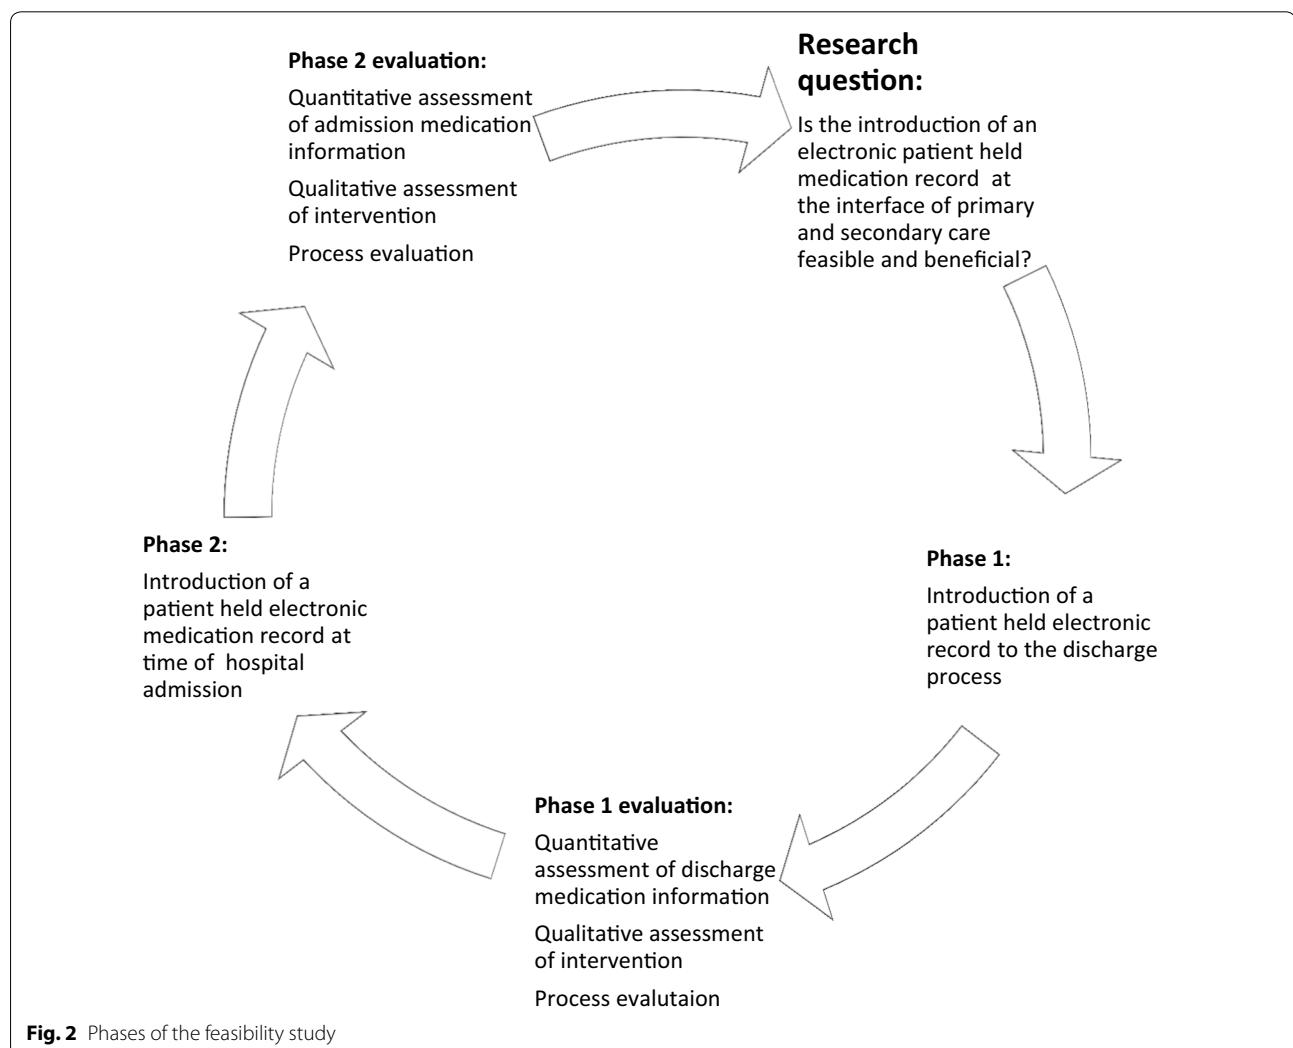 Research
question:
Is the introduction of an
electronic patient held
medication record at
the interface of primary
and secondary care
feasible and beneficial?
Phase 1:
Introduction of a
patient held electronic
record to the discharge
process
Phase 1 evaluation:
Quantitative
assessment of discharge
medication information
Qualitative assessment
of intervention
Process evalutaion
Phase 2:
Introduction of a
patient held electronic
medication record at
time of hospital
admission
Phase 2 evaluation:
Quantitative assessment
of admission medication
information
Qualitative assessment
of intervention
Process evaluation
Fig. 2 Phases of the feasibility study